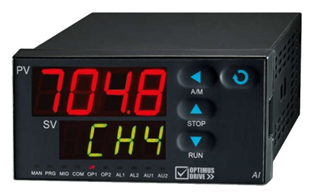 PV 704.8
A/M
SV CH4
STOP
RUN
MAN PRG MIO COM OP1 OP2 AL1 AL2 AU1 AU2
OPTIMUS DRIVE
AI